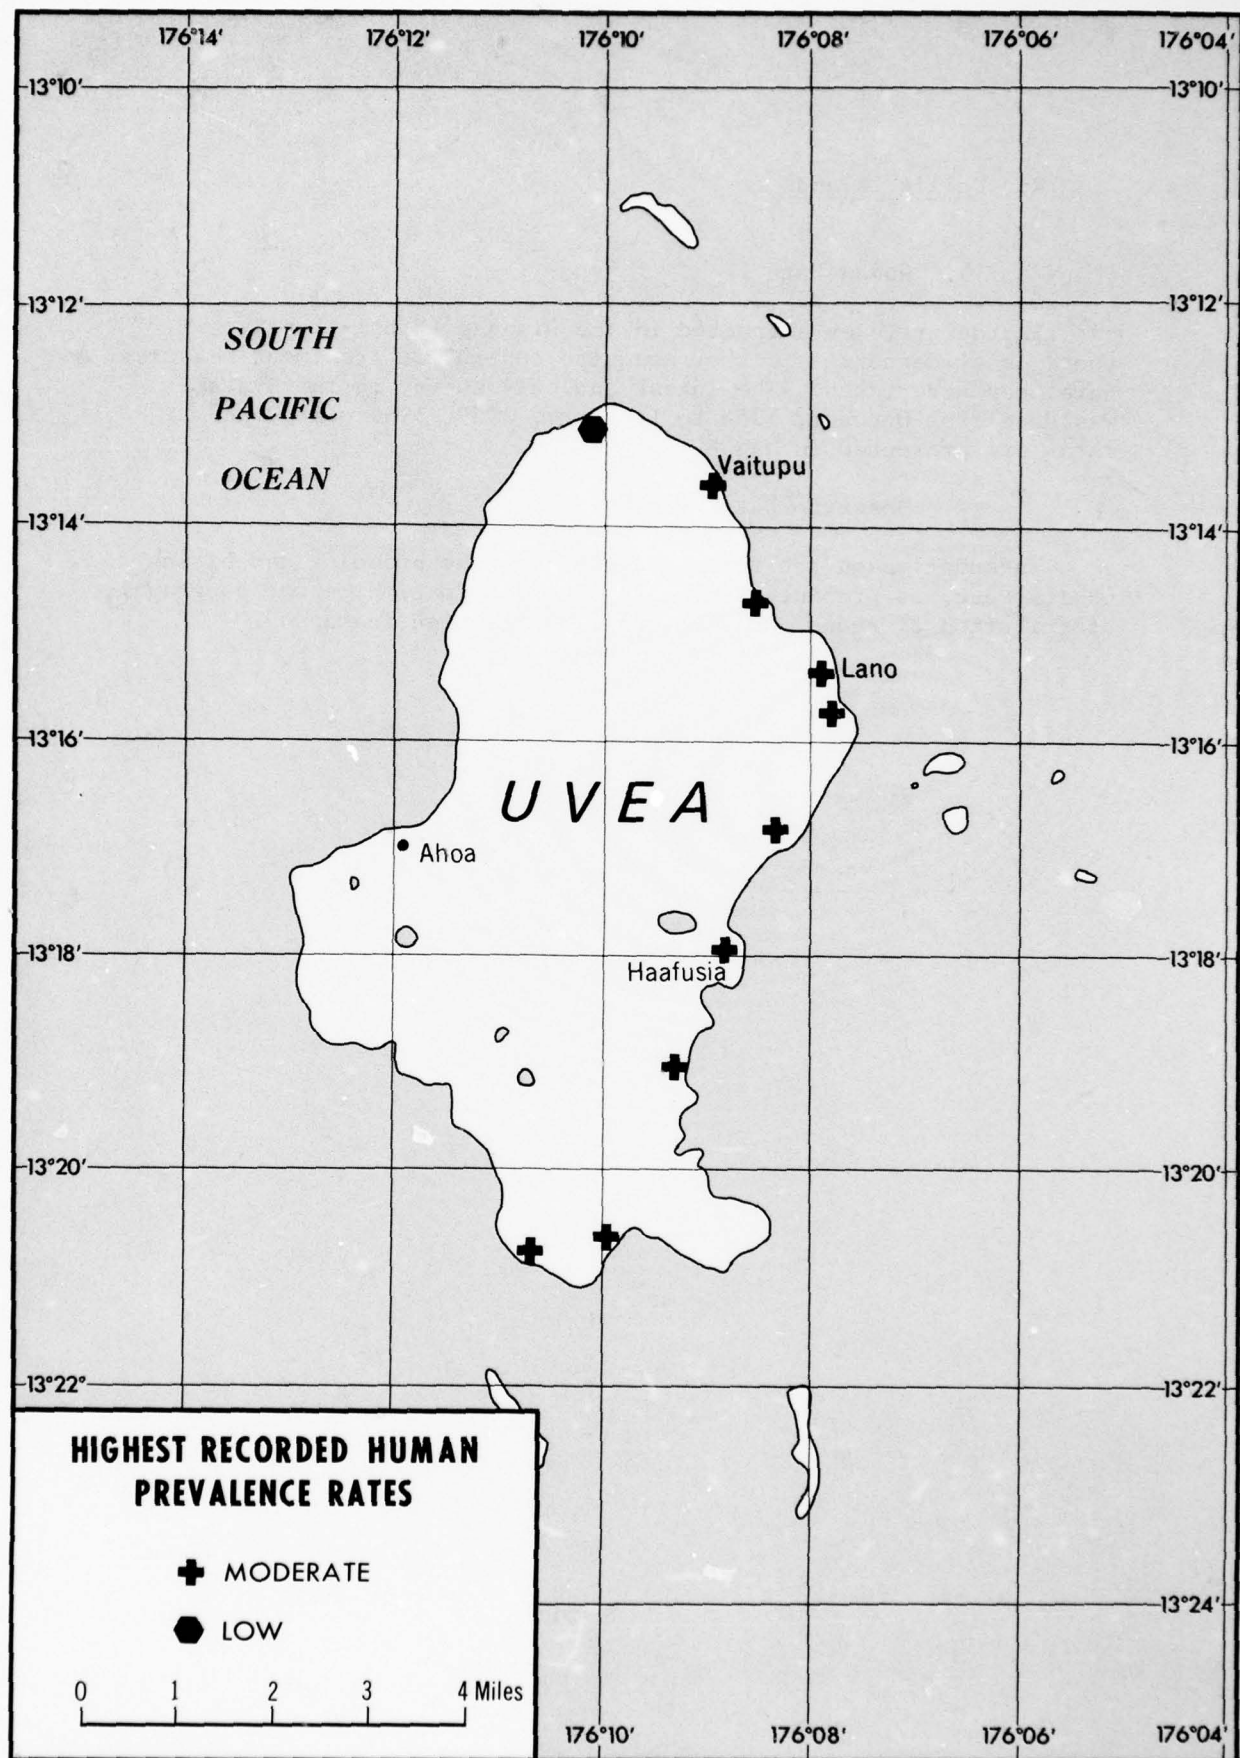 176°14′ 176°12′ 176°10′ 176°08′ 176°06′ 176°04′
13°10′ 13°10′
13°12′ 13°12′
SOUTH
PACIFIC
OCEAN
Vaitupu
13°14′ 13°14′
Lano
13°16′ 13°16′
UVEA
Ahoa
13°18′ 13°18′
Haafusia
13°20′ 13°20′
13°22° 13°22′
HIGHEST RECORDED HUMAN
PREVALENCE RATES
MODERATE
LOW
0 1 2 3 4 Miles
13°24′
176°10′ 176°08′ 176°06′ 176°04′